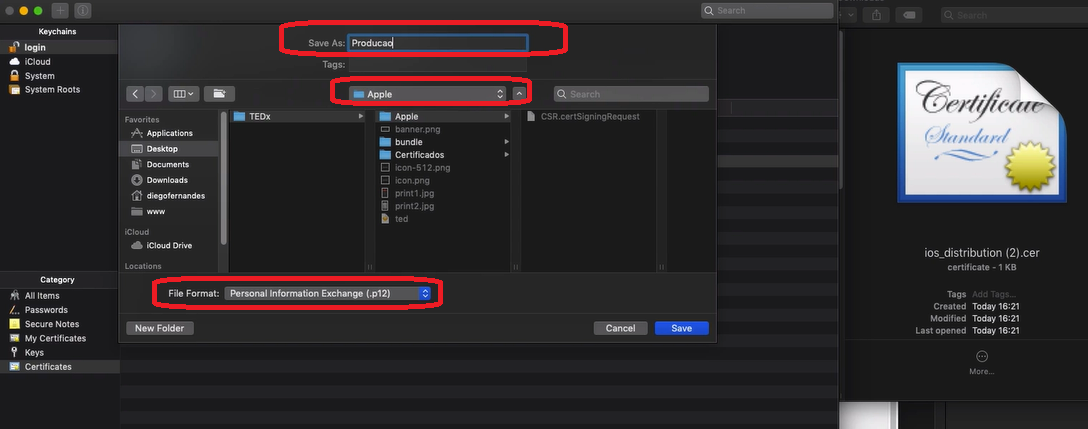 Search
Keychains
login
iCloud
System
System Roots
Save As: Producao
Tags:
Apple
Search
Favorites
Applications
Desktop
Documents
Downloads
diegofernandes
www
iCloud
iCloud Drive
Locations
TEDx
Apple
banner.png
bundle
Certificados
icon-512.png
icon.png
print1.jpg
print2.jpg
ted
CSR.certSigningRequest
File Format: Personal Information Exchange (.p12)
New Folder
Cancel
Save
Category
All Items
Passwords
Secure Notes
My Certificates
Keys
Certificates
Search
Certificate
Standard
ios_distribution (2).cer
certificate - 1 KB
Tags Add Tags...
Created Today 16:21
Modified Today 16:21
Last opened Today 16:21
More...